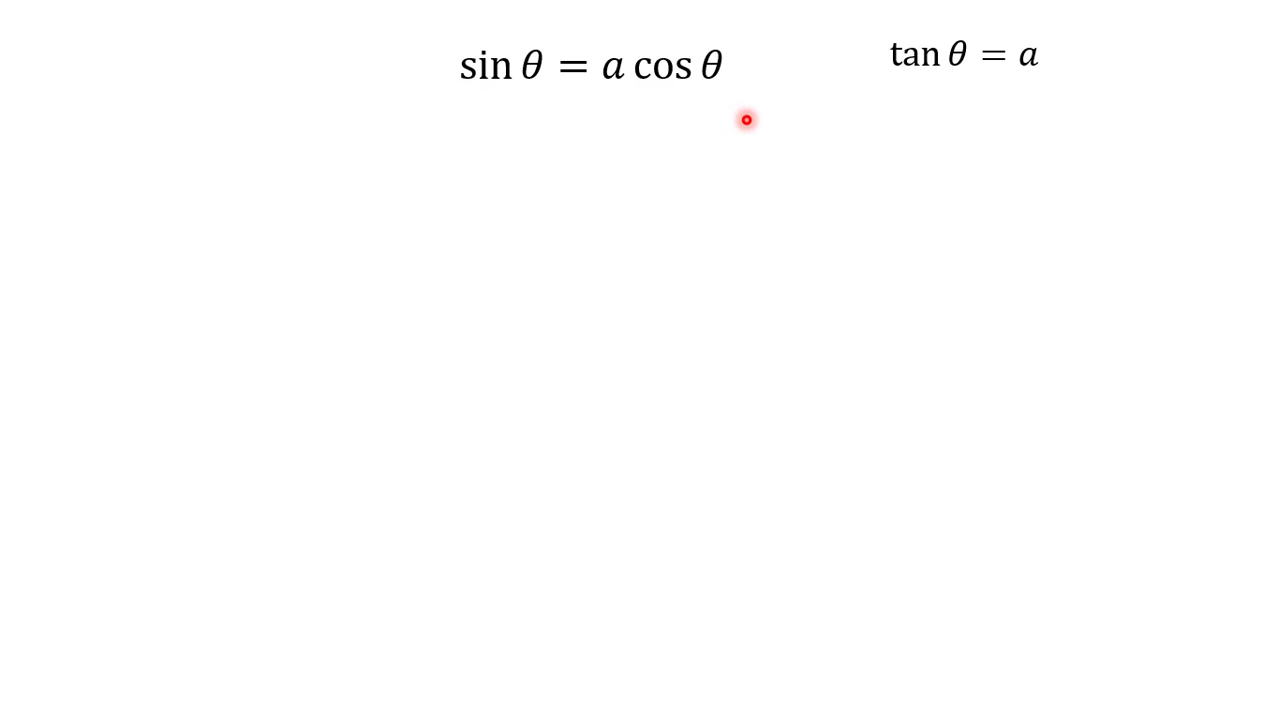 sin θ = a cos θ
tan θ = a